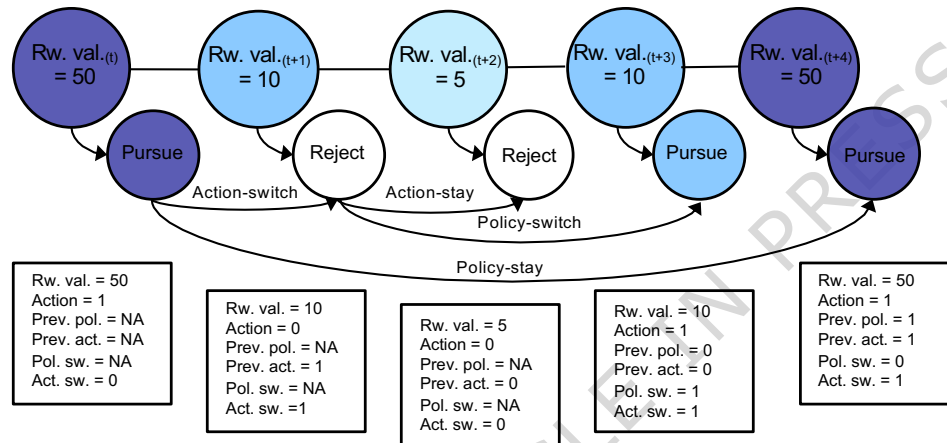 Rw. val.(t)
= 50
Rw. val.(t+1)
= 10
Rw. val.(t+2)
= 5
Rw. val.(t+3)
= 10
Rw. val.(t+4)
= 50
Pursue
Reject
Reject
Pursue
Pursue
Action-switch
Action-stay
Policy-switch
Policy-stay
Rw. val. = 50
Action = 1
Prev. pol. = NA
Prev. act. = NA
Pol. sw. = NA
Act. sw. = 0
Rw. val. = 10
Action = 0
Prev. pol. = NA
Prev. act. = 1
Pol. sw. = NA
Act. sw. =1
Rw. val. = 5
Action = 0
Prev. pol. = NA
Prev. act. = 0
Pol. sw. = NA
Act. sw. = 0
Rw. val. = 10
Action = 1
Prev. pol. = 0
Prev. act. = 0
Pol. sw. = 1
Act. sw. = 1
Rw. val. = 50
Action = 1
Prev. pol. = 1
Prev. act. = 1
Pol. sw. = 0
Act. sw. = 1
LE IN PRESS